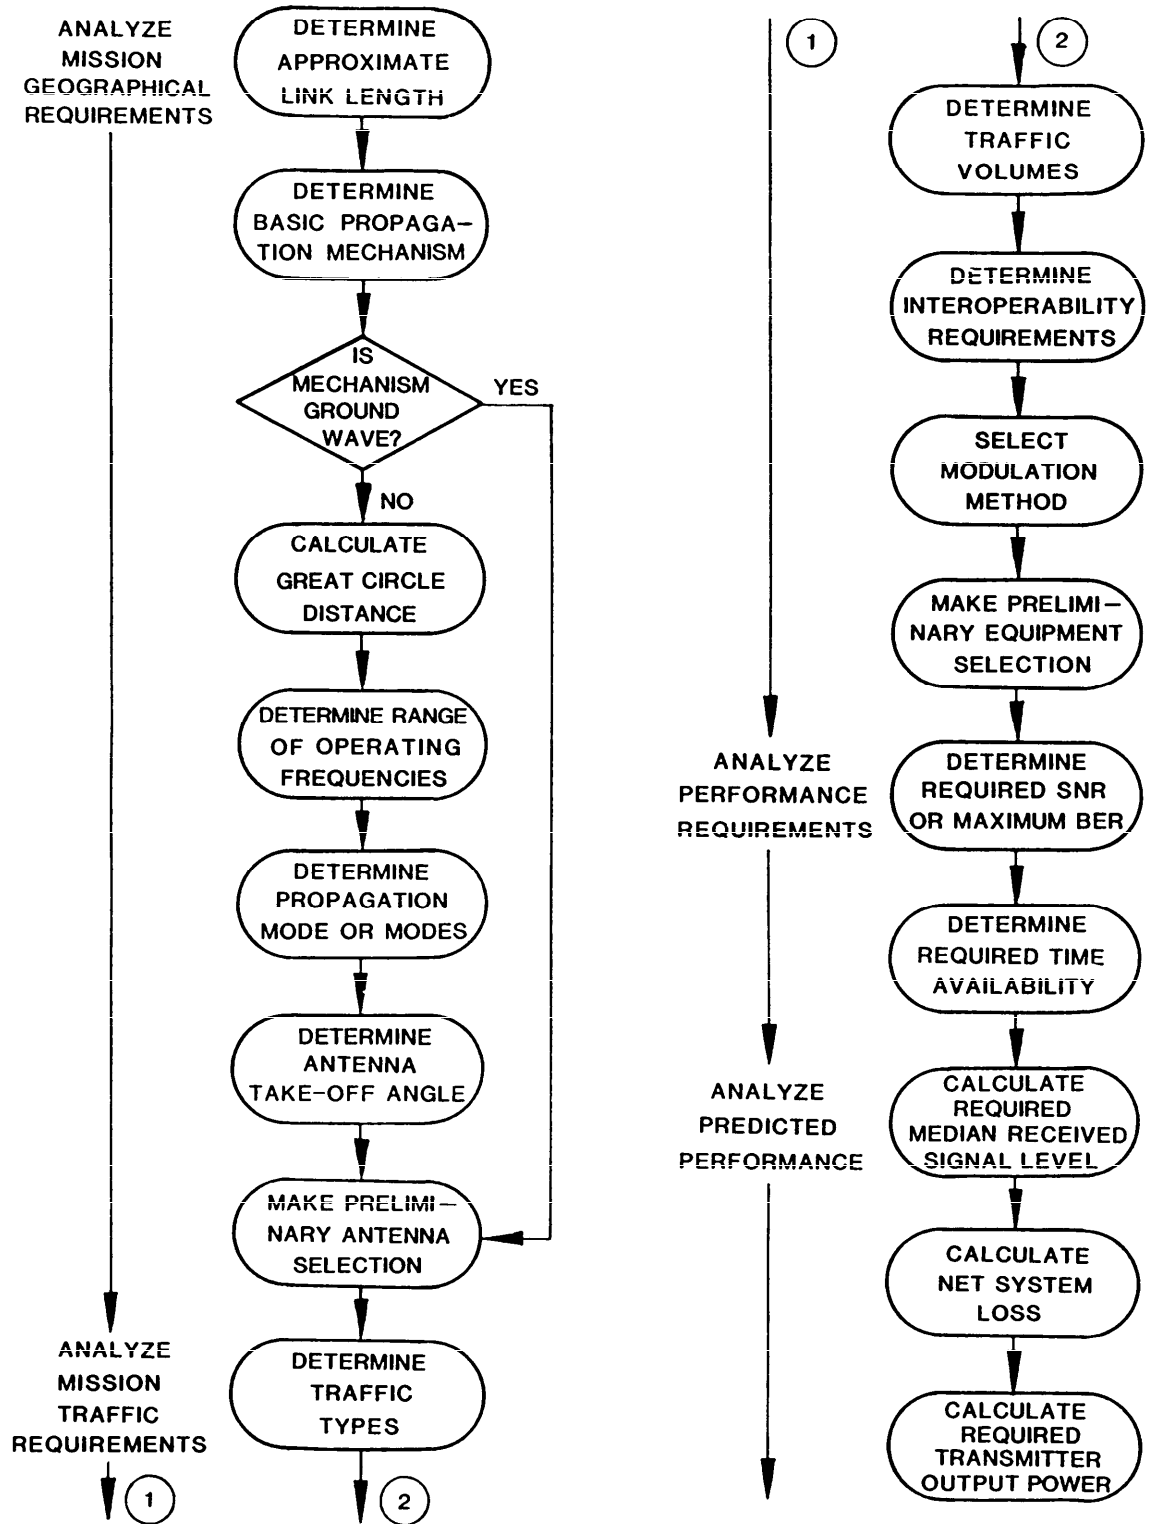 ANALYZE
MISSION
GEOGRAPHICAL
REQUIREMENTS
DETERMINE
APPROXIMATE
LINK LENGTH
DETERMINE
BASIC PROPAGA-
TION MECHANISM
IS
MECHANISM
GROUND
WAVE?
YES
NO
CALCULATE
GREAT CIRCLE
DISTANCE
DETERMINE RANGE
OF OPERATING
FREQUENCIES
DETERMINE
PROPAGATION
MODE OR MODES
DETERMINE
ANTENNA
TAKE-OFF ANGLE
MAKE PRELIMI-
NARY ANTENNA
SELECTION
ANALYZE
MISSION
TRAFFIC
REQUIREMENTS
DETERMINE
TRAFFIC
TYPES
1
2
1
2
DETERMINE
TRAFFIC
VOLUMES
DETERMINE
INTEROPERABILITY
REQUIREMENTS
SELECT
MODULATION
METHOD
MAKE PRELIMI-
NARY EQUIPMENT
SELECTION
ANALYZE
PERFORMANCE
REQUIREMENTS
DETERMINE
REQUIRED SNR
OR MAXIMUM BER
DETERMINE
REQUIRED TIME
AVAILABILITY
ANALYZE
PREDICTED
PERFORMANCE
CALCULATE
REQUIRED
MEDIAN RECEIVED
SIGNAL LEVEL
CALCULATE
NET SYSTEM
LOSS
CALCULATE
REQUIRED
TRANSMITTER
OUTPUT POWER